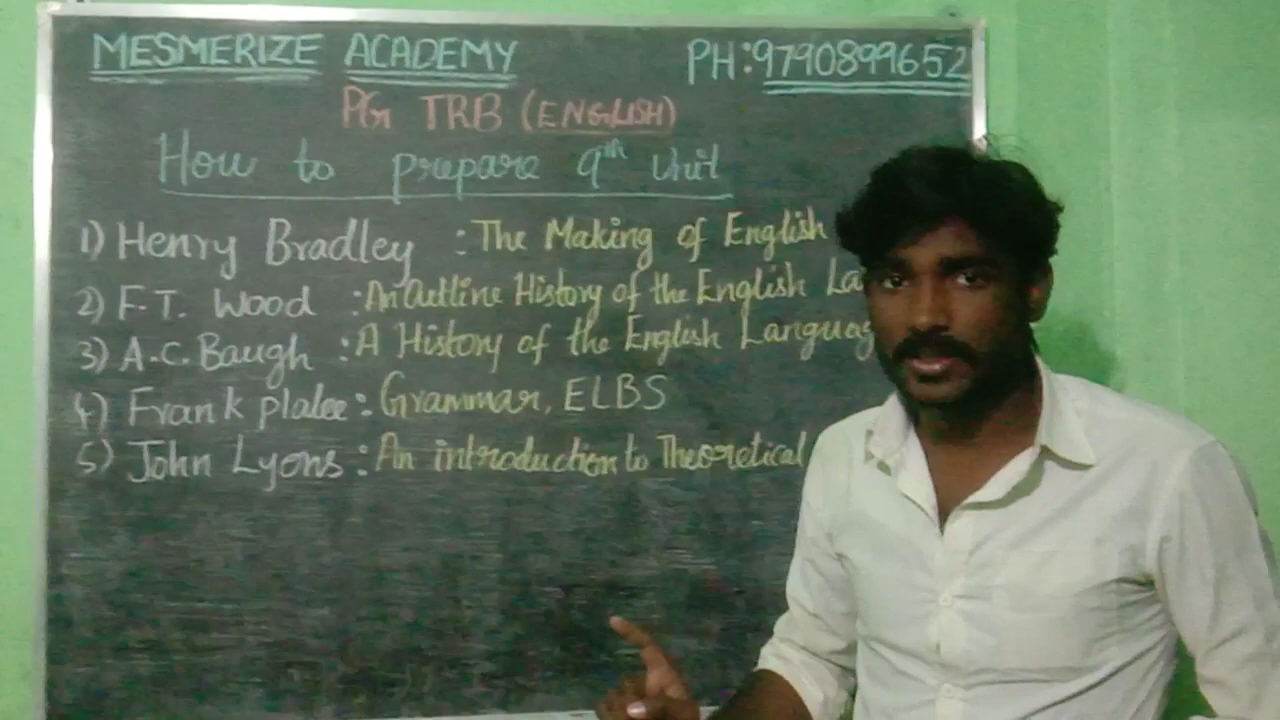 MESMERIZE ACADEMY PH:9790899652
PG TRB (ENGLISH)
How to prepare 9th Unit
1) Henry Bradley : The Making of English
2) F.T. Wood : An Outline History of the English La
3) A.C. Baugh : A History of the English Languag
4) Frank plalee : Grammar, ELBS
5) John Lyons : An introduction to Theoretical